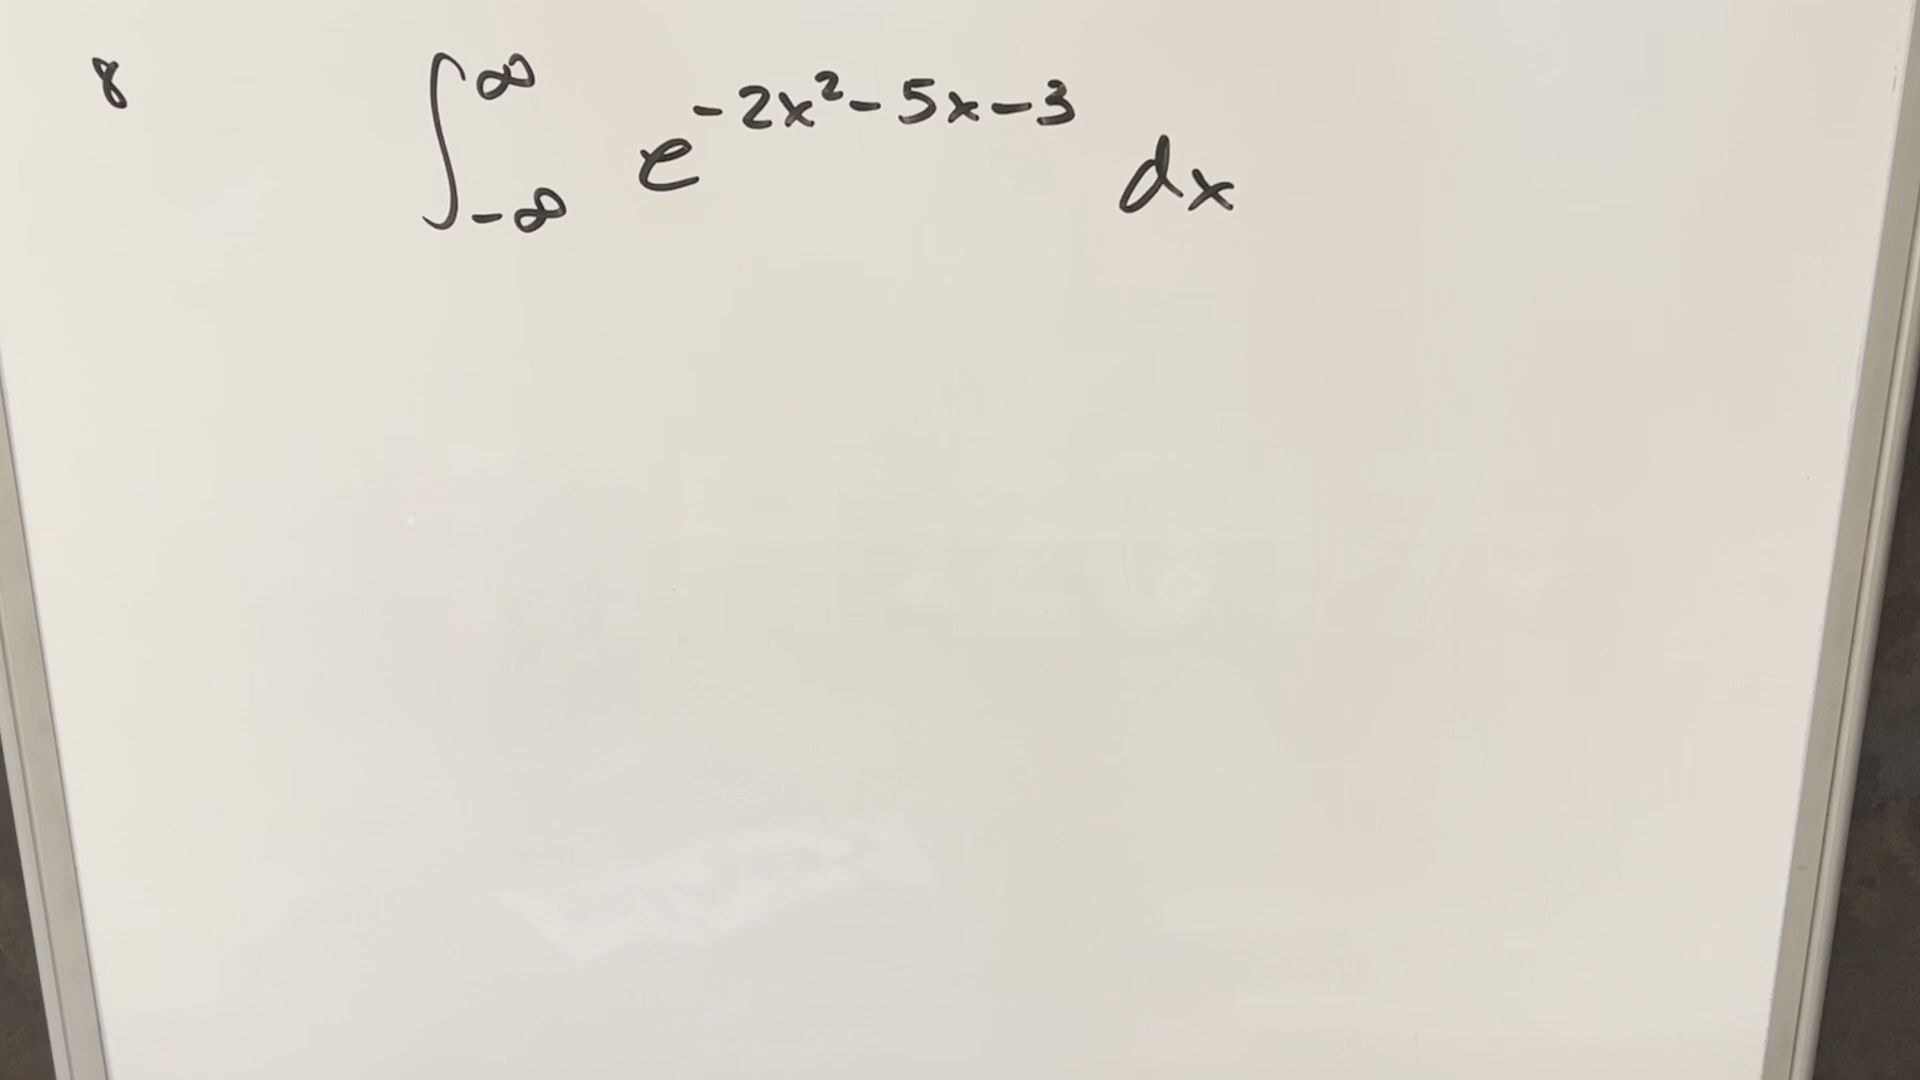 8 ∫_{-∞}^{∞} e^{-2x²-5x-3} dx